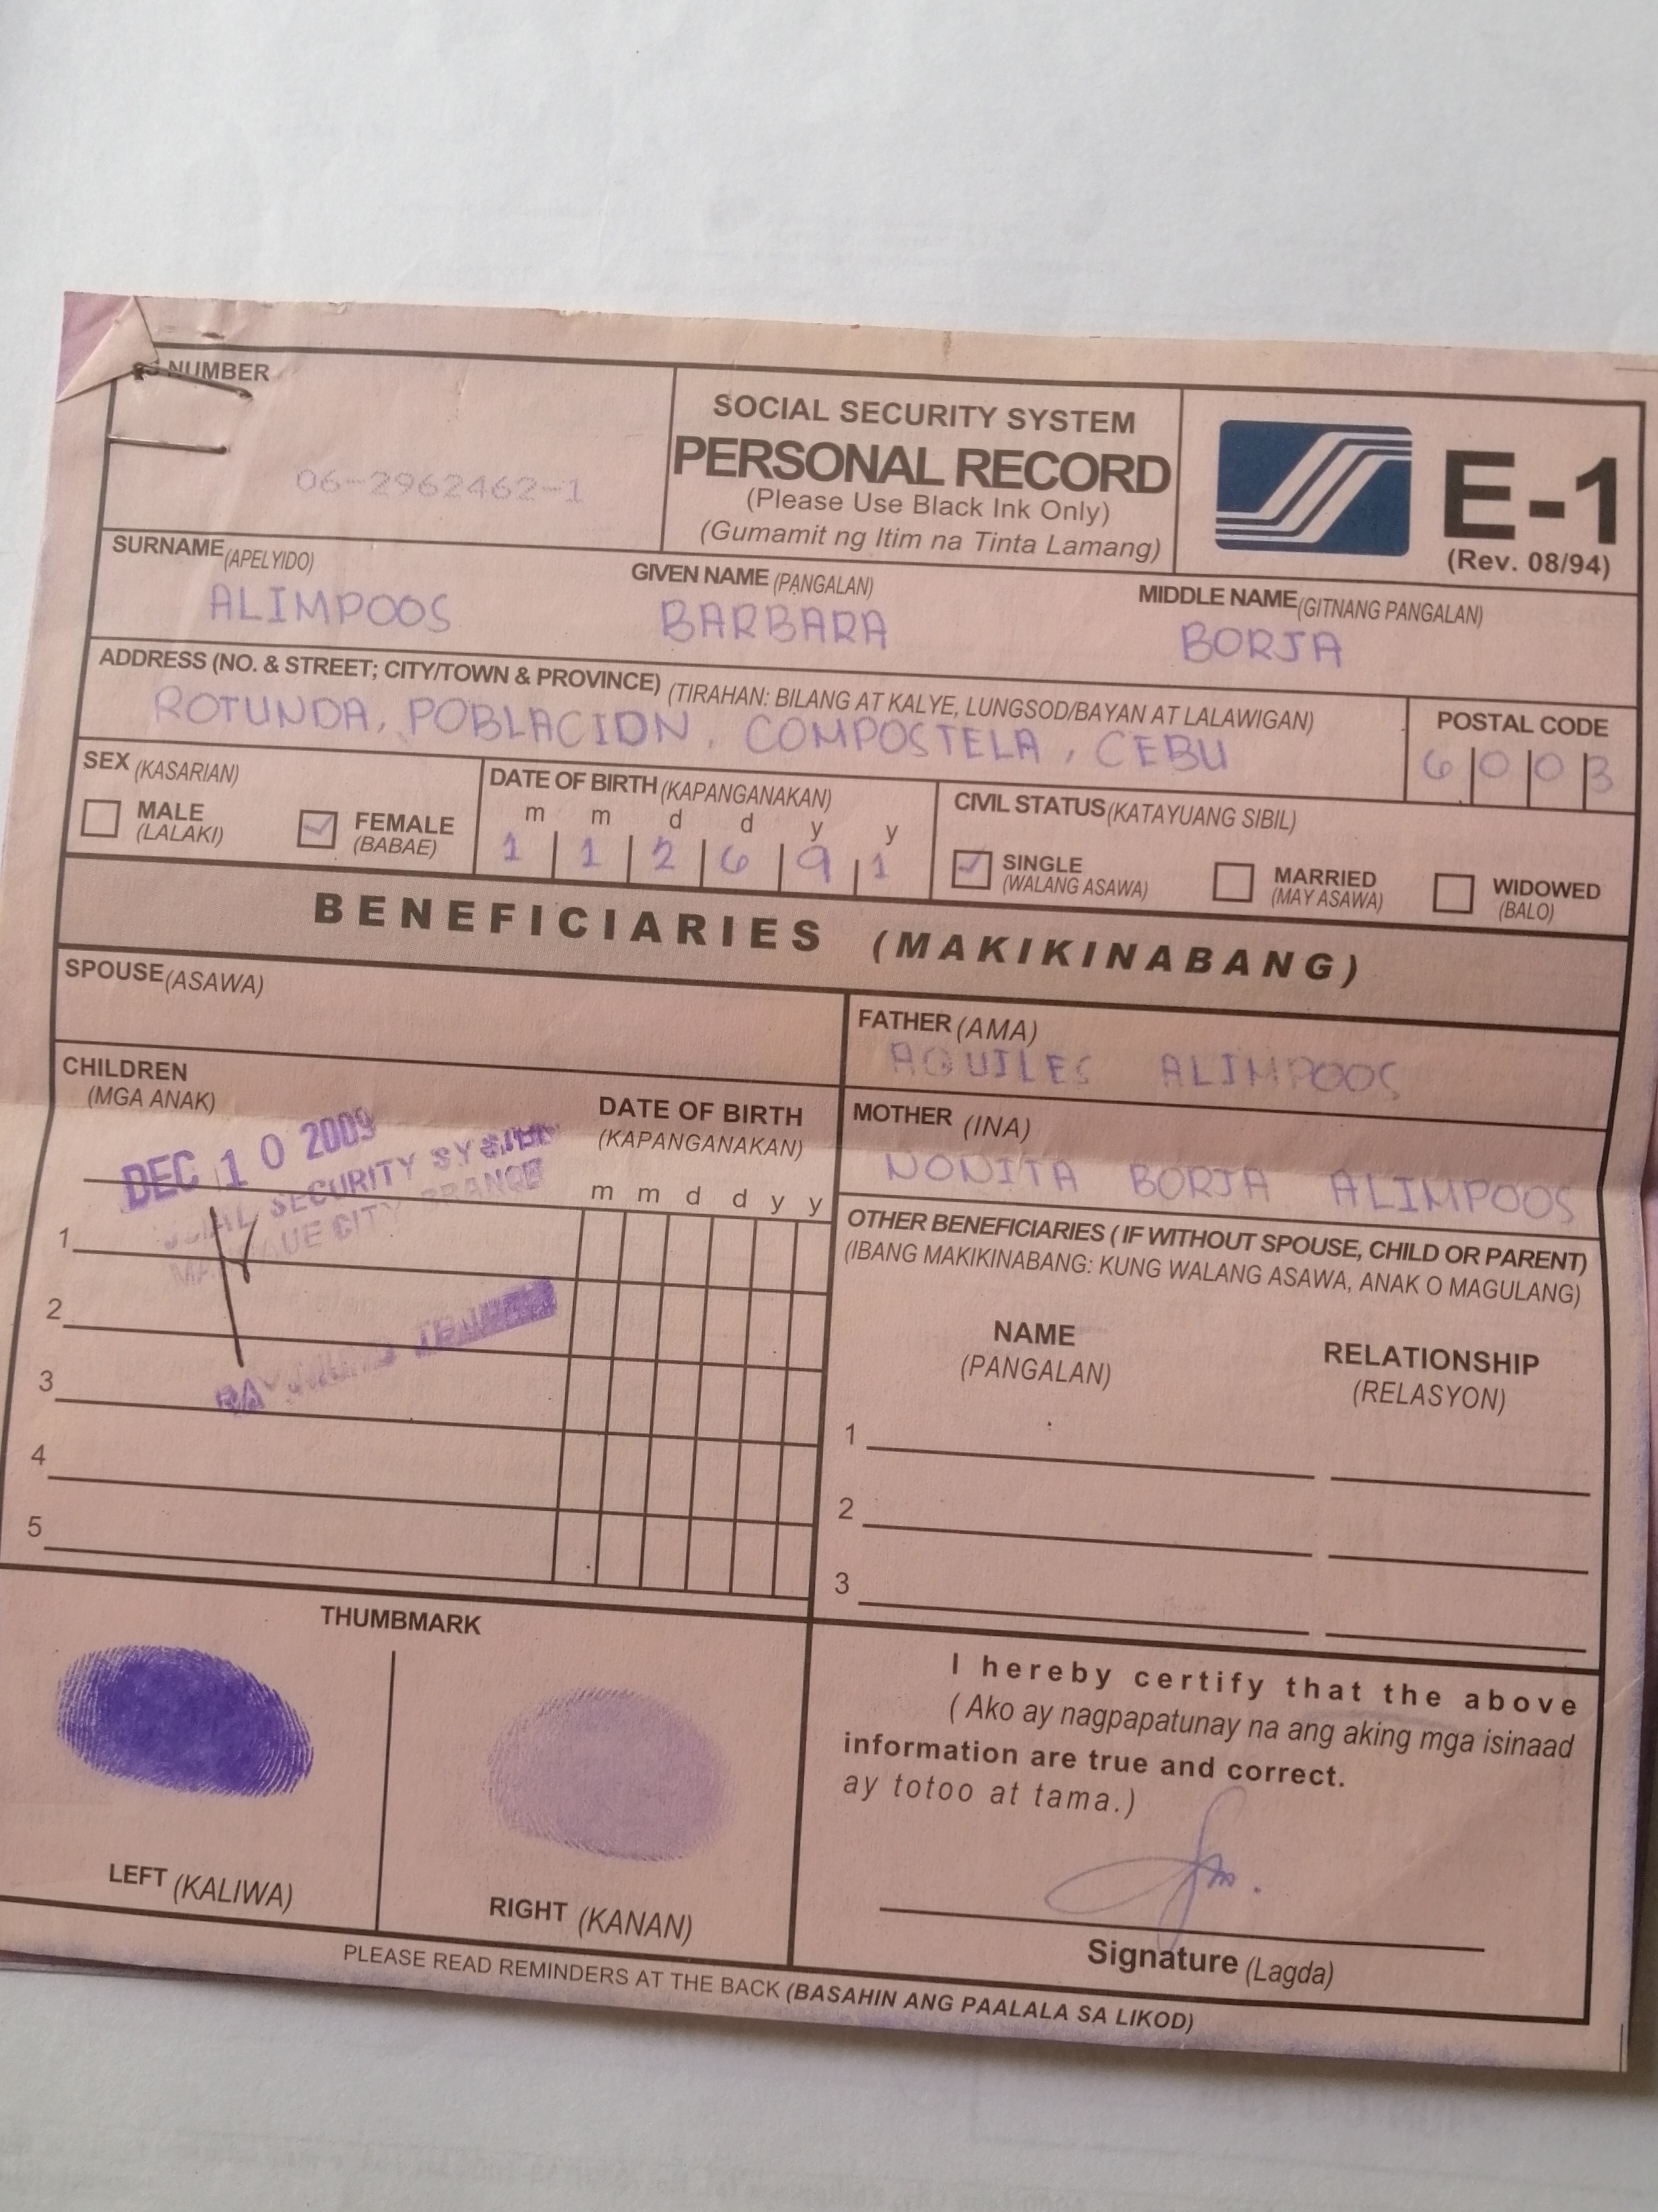 SS NUMBER
06-2962462-1
SOCIAL SECURITY SYSTEM
PERSONAL RECORD
(Please Use Black Ink Only)
(Gumamit ng Itim na Tinta Lamang)
E-1
(Rev. 08/94)
SURNAME (APELYIDO) GIVEN NAME (PANGALAN) MIDDLE NAME (GITNANG PANGALAN)
ALIMPOOS BARBARA BORJA
ADDRESS (NO. & STREET; CITY/TOWN & PROVINCE) (TIRAHAN: BILANG AT KALYE, LUNGSOD/BAYAN AT LALAWIGAN)
ROTUNDA, POBLACION, COMPOSTELA, CEBU
POSTAL CODE
6 0 0 3
SEX (KASARIAN)
MALE
(LALAKI)
FEMALE
(BABAE)
DATE OF BIRTH (KAPANGANAKAN)
m m d d y y
1 1 2 6 9 1
CIVIL STATUS (KATAYUANG SIBIL)
SINGLE
(WALANG ASAWA)
MARRIED
(MAY ASAWA)
WIDOWED
(BALO)
BENEFICIARIES (MAKIKINABANG)
SPOUSE (ASAWA)
FATHER (AMA)
AQUILES ALIMPOOS
MOTHER (INA)
NONITA BORJA ALIMPOOS
CHILDREN
(MGA ANAK)
DATE OF BIRTH
(KAPANGANAKAN)
m m d d y y
DEC 10 2009
SECURITY SYSTEM
CITY BRANCH
1
2
3
4
5
OTHER BENEFICIARIES ( IF WITHOUT SPOUSE, CHILD OR PARENT)
(IBANG MAKIKINABANG: KUNG WALANG ASAWA, ANAK O MAGULANG)
NAME
(PANGALAN)
RELATIONSHIP
(RELASYON)
1
2
3
THUMBMARK
LEFT (KALIWA)
RIGHT (KANAN)
I hereby certify that the above
( Ako ay nagpapatunay na ang aking mga isinaad
information are true and correct.
ay totoo at tama.)
Signature (Lagda)
PLEASE READ REMINDERS AT THE BACK (BASAHIN ANG PAALALA SA LIKOD)